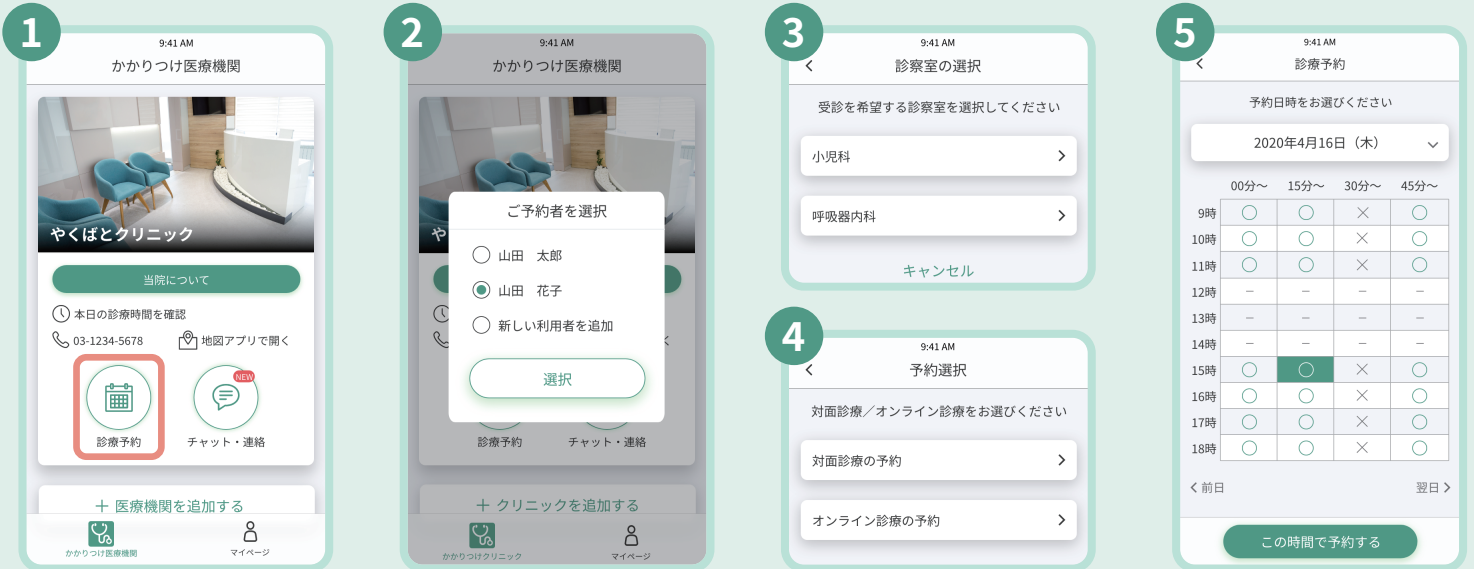 1
9:41 AM
かかりつけ医療機関
やくばとクリニック
当院について
本日の診療時間を確認
03-1234-5678 地図アプリで開く
NEW
診療予約 チャット・連絡
＋ 医療機関を追加する
かかりつけ医療機関 マイページ
2
9:41 AM
かかりつけ医療機関
や
ご予約者を選択
山田　太郎
山田　花子
新しい利用者を追加
選択
く
診療予約 チャット・連絡
＋ クリニックを追加する
かかりつけクリニック マイページ
3
9:41 AM
診察室の選択
受診を希望する診察室を選択してください
小児科
呼吸器内科
キャンセル
4
9:41 AM
予約選択
対面診療／オンライン診療をお選びください
対面診療の予約
オンライン診療の予約
5
9:41 AM
診療予約
予約日時をお選びください
2020年4月16日（木）
00分〜 15分〜 30分〜 45分〜
9時 ○ ○ × ○
10時 ○ ○ × ○
11時 ○ ○ × ○
12時 − − − −
13時 − − − −
14時 − − − −
15時 ○ ○ × ○
16時 ○ ○ × ○
17時 ○ ○ × ○
18時 ○ ○ × ○
前日 翌日
この時間で予約する